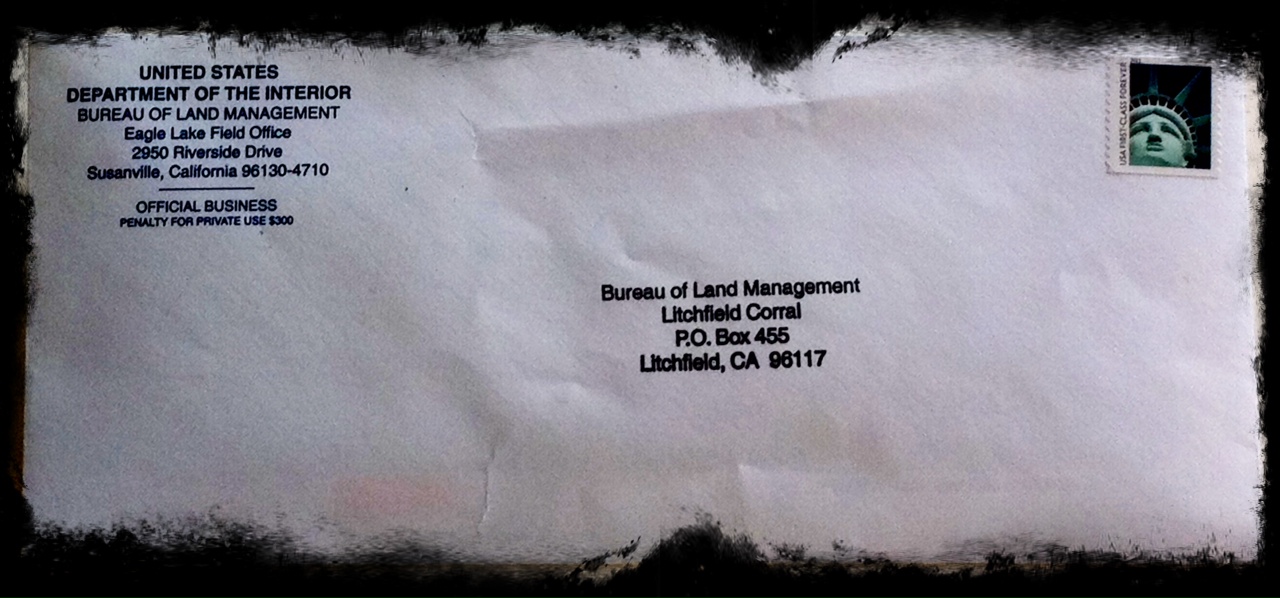 UNITED STATES
DEPARTMENT OF THE INTERIOR
BUREAU OF LAND MANAGEMENT
Eagle Lake Field Office
2950 Riverside Drive
Susanville, California 96130-4710
OFFICIAL BUSINESS
PENALTY FOR PRIVATE USE $300
USA FIRST-CLASS FOREVER
Bureau of Land Management
Litchfield Corral
P.O. Box 455
Litchfield, CA 96117